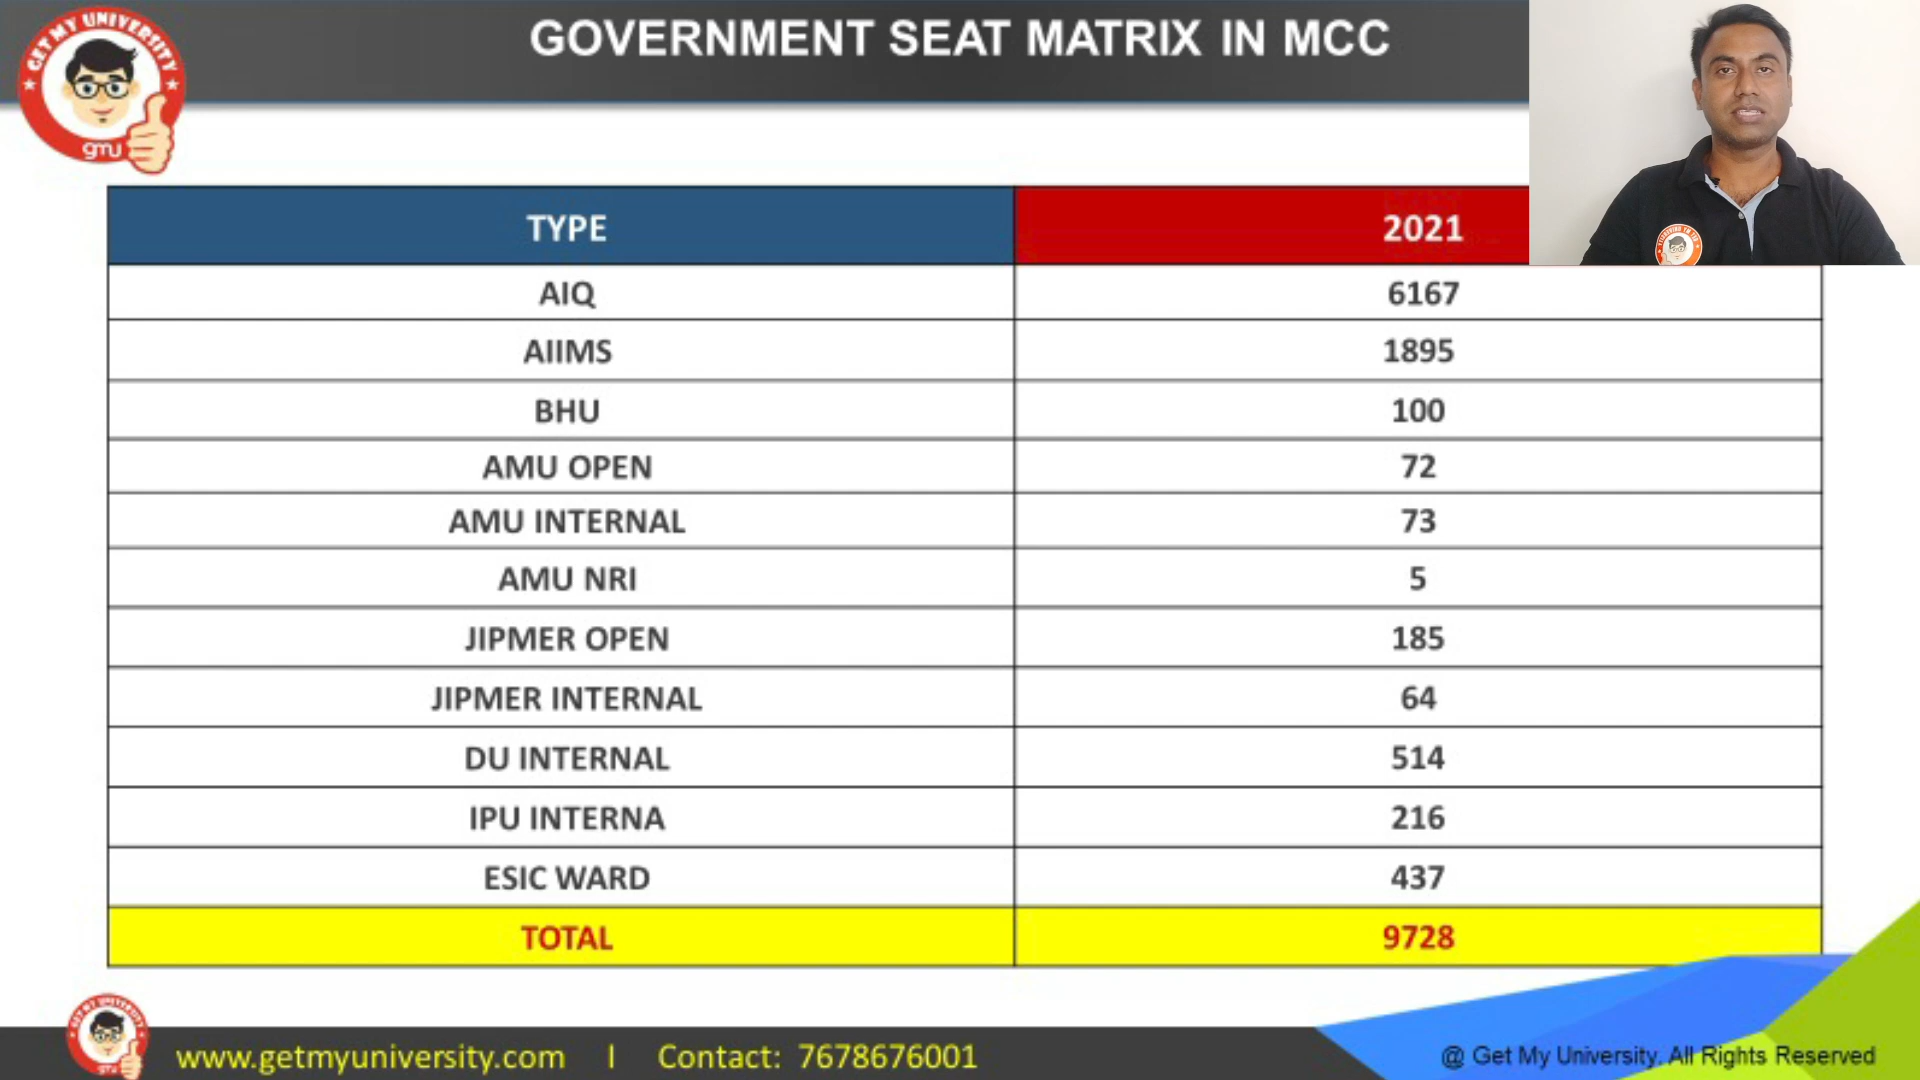 GET MY UNIVERSITY
gmu
GOVERNMENT SEAT MATRIX IN MCC
TYPE 2021
AIQ 6167
AIIMS 1895
BHU 100
AMU OPEN 72
AMU INTERNAL 73
AMU NRI 5
JIPMER OPEN 185
JIPMER INTERNAL 64
DU INTERNAL 514
IPU INTERNA 216
ESIC WARD 437
TOTAL 9728
www.getmyuniversity.com I Contact: 7678676001
@ Get My University. All Rights Reserved